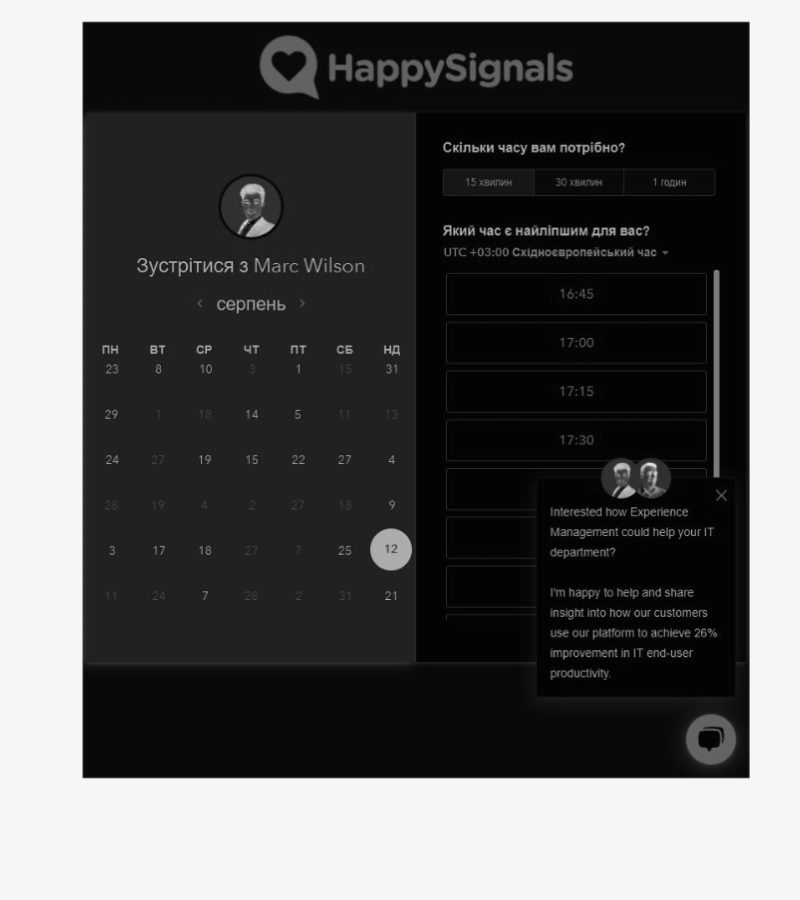 HappySignals
Зустрітися з Marc Wilson
серпень
ПН ВТ СР ЧТ ПТ СБ НД
23 8 10 3 1 15 31
29 1 18 14 5 11 13
24 27 19 15 22 27 4
28 19 4 2 27 18 9
3 17 18 27 7 25 12
11 24 7 28 2 31 21
Скільки часу вам потрібно?
15 хвилин 30 хвилин 1 годин
Який час є найліпшим для вас?
UTC +03:00 Східноєвропейський час
16:45
17:00
17:15
17:30
Interested how Experience
Management could help your IT
department?
I'm happy to help and share
insight into how our customers
use our platform to achieve 26%
improvement in IT end-user
productivity.